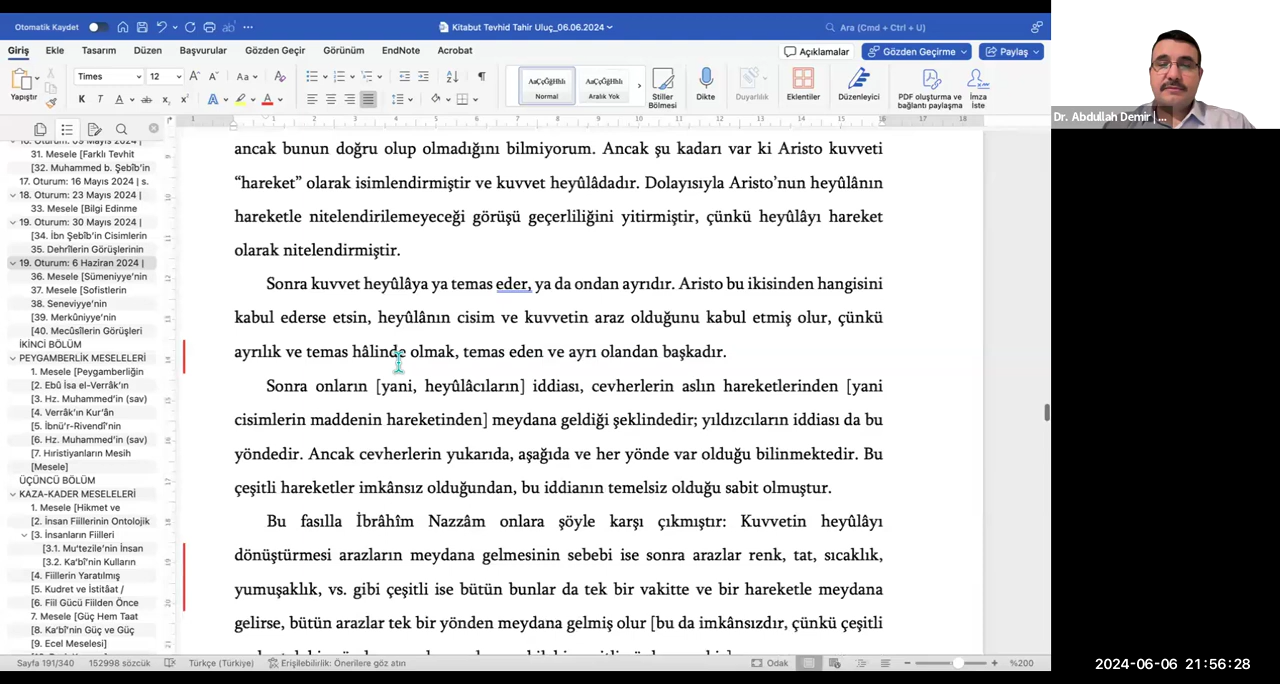 Otomatik Kaydet
Kitabut Tevhid Tahir Uluç_06.06.2024
Ara (Cmd + Ctrl + U)
Giriş Ekle Tasarım Düzen Başvurular Gözden Geçir Görünüm EndNote Acrobat
Açıklamalar Gözden Geçirme Paylaş
Yapıştır
Times 12
AaÇçĞğHhİı AaÇçĞğHhİı
Normal Aralık Yok
Stiller Bölmesi
Dikte
Duyarlılık
Eklentiler
Düzenleyici
PDF oluşturma ve bağlantı paylaşma
İmza İste
31. Mesele [Farklı Tevhit
[32. Muhammed b. Şebîb'in
17. Oturum: 16 Mayıs 2024 | s.
18. Oturum: 23 Mayıs 2024 |
33. Mesele [Bilgi Edinme
19. Oturum: 30 Mayıs 2024 |
[34. İbn Şebîb'in Cisimlerin
35. Dehrîlerin Görüşlerinin
19. Oturum: 6 Haziran 2024 |
36. Mesele [Sümeniyye'nin
37. Mesele [Sofistlerin
38. Seneviyye'nin
[39. Merkûniyye'nin
[40. Mecûsîlerin Görüşleri
İKİNCİ BÖLÜM
PEYGAMBERLİK MESELELERİ
1. Mesele [Peygamberliğin
[2. Ebû İsa el-Verrâk'ın
[3. Hz. Muhammed'in (sav)
[4. Verrâk'ın Kur'ân
[5. İbnü'r-Rivendî'nin
[6. Hz. Muhammed'in (sav)
[7. Hıristiyanların Mesih
[Mesele]
ÜÇÜNCÜ BÖLÜM
KAZA-KADER MESELELERİ
1. Mesele [Hikmet ve
[2. İnsan Fiillerinin Ontolojik
[3. İnsanların Fiilleri
[3.1. Mu'tezile'nin İnsan
[3.2. Ka'bî'nin Kulların
[4. Fiillerin Yaratılmış
[5. Kudret ve İstitâat /
[6. Fiil Gücü Fiilden Önce
7. Mesele [Güç Hem Taat
[8. Ka'bî'nin Güç ve Güç
[9. Ecel Meselesi]
ancak bunun doğru olup olmadığını bilmiyorum. Ancak şu kadarı var ki Aristo kuvveti
“hareket” olarak isimlendirmiştir ve kuvvet heyûlâdadır. Dolayısıyla Aristo’nun heyûlânın
hareketle nitelendirilemeyeceği görüşü geçerliliğini yitirmiştir, çünkü heyûlâyı hareket
olarak nitelendirmiştir.
Sonra kuvvet heyûlâya ya temas eder, ya da ondan ayrıdır. Aristo bu ikisinden hangisini
kabul ederse etsin, heyûlânın cisim ve kuvvetin araz olduğunu kabul etmiş olur, çünkü
ayrılık ve temas hâlinde olmak, temas eden ve ayrı olandan başkadır.
Sonra onların [yani, heyûlâcıların] iddiası, cevherlerin aslın hareketlerinden [yani
cisimlerin maddenin hareketinden] meydana geldiği şeklindedir; yıldızcıların iddiası da bu
yöndedir. Ancak cevherlerin yukarıda, aşağıda ve her yönde var olduğu bilinmektedir. Bu
çeşitli hareketler imkânsız olduğundan, bu iddianın temelsiz olduğu sabit olmuştur.
Bu fasılla İbrâhîm Nazzâm onlara şöyle karşı çıkmıştır: Kuvvetin heyûlâyı
dönüştürmesi arazların meydana gelmesinin sebebi ise sonra arazlar renk, tat, sıcaklık,
yumuşaklık, vs. gibi çeşitli ise bütün bunlar da tek bir vakitte ve bir hareketle meydana
gelirse, bütün arazlar tek bir yönden meydana gelmiş olur [bu da imkânsızdır, çünkü çeşitli
Sayfa 191/340 152998 sözcük Türkçe (Türkiye) Erişilebilirlik: Önerilere göz atın Odak %200
Dr. Abdullah Demir | ...
2024-06-06 21:56:28